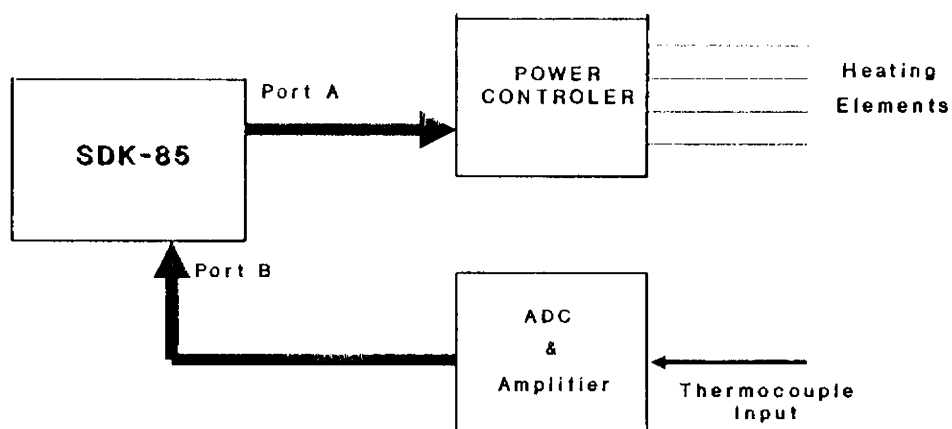 Port A
POWER
CONTROLER
Heating
Elements
SDK-85
Port B
ADC
&
Amplifier
Thermocouple
Input